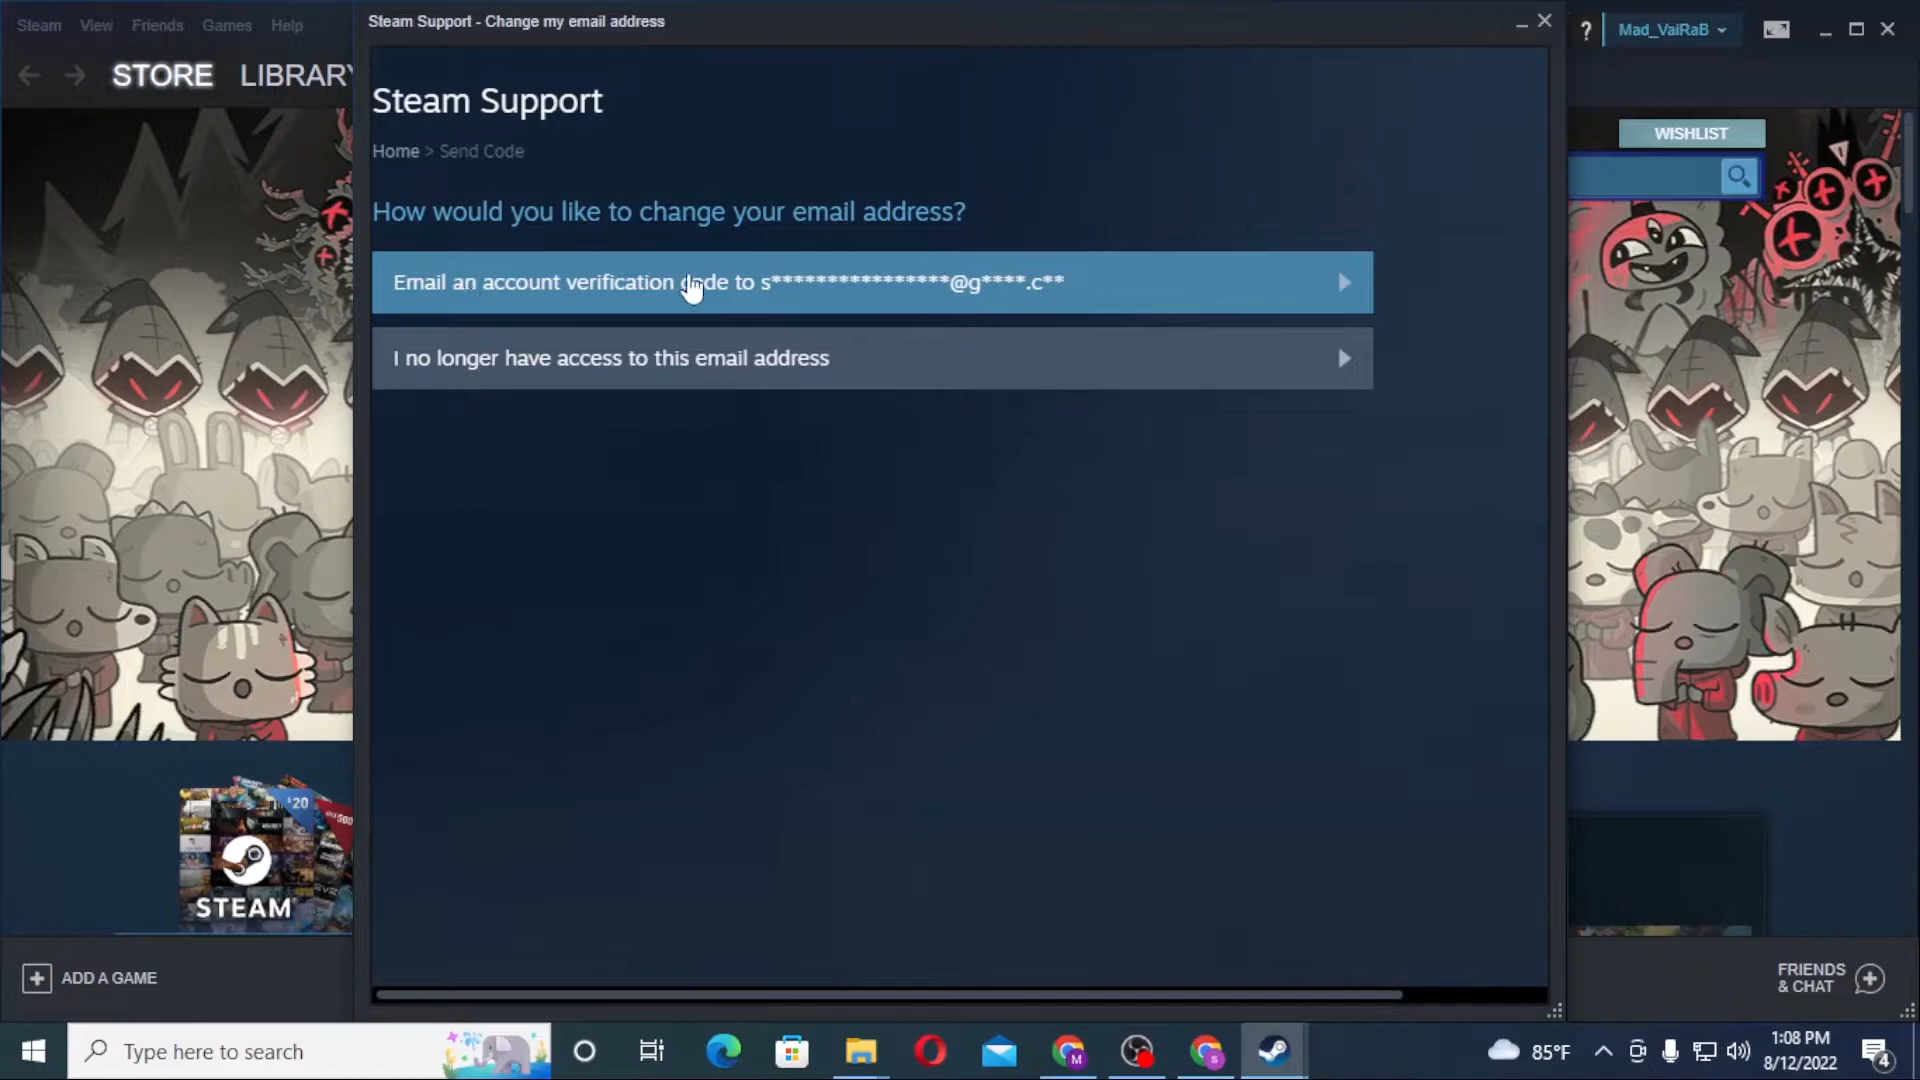 Steam View Friends Games Help
Steam Support - Change my email address
? Mad_VaiRaB
STORE LIBRARY
Steam Support
WISHLIST
Home > Send Code
How would you like to change your email address?
Email an account verification code to s****************@g****.c**
I no longer have access to this email address
$20
STEAM
ADD A GAME
FRIENDS
& CHAT
Type here to search
M
S
85°F
1:08 PM
8/12/2022
4